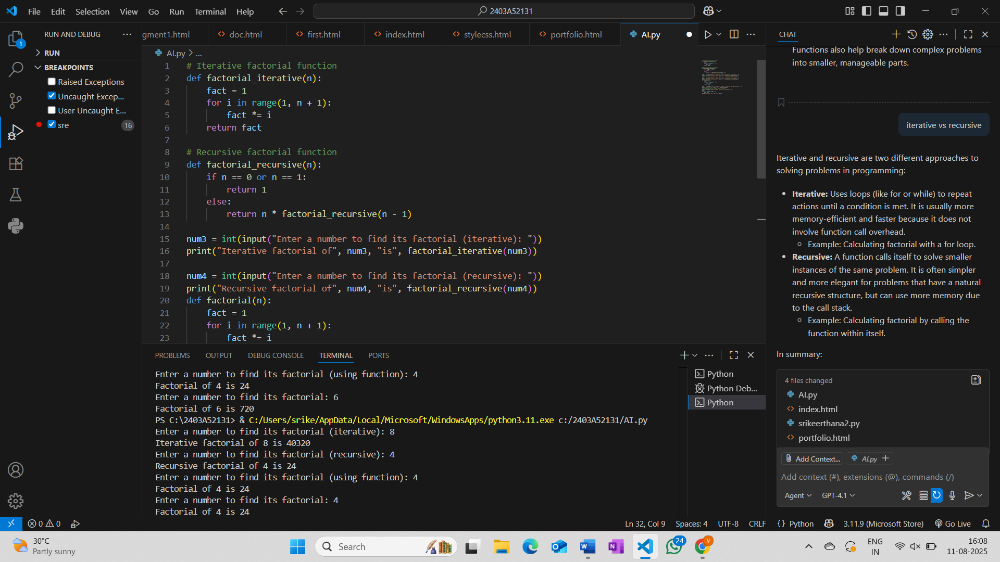 File Edit Selection View Go Run Terminal Help
2403A52131
RUN AND DEBUG
RUN
BREAKPOINTS
Raised Exceptions
Uncaught Excep...
User Uncaught E...
sre 16
1
gment1.html doc.html first.html index.html stylecss.html portfolio.html AI.py
AI.py > ...
1 # Iterative factorial function
2 def factorial_iterative(n):
3 fact = 1
4 for i in range(1, n + 1):
5 fact *= i
6 return fact
7
8 # Recursive factorial function
9 def factorial_recursive(n):
10 if n == 0 or n == 1:
11 return 1
12 else:
13 return n * factorial_recursive(n - 1)
14
15 num3 = int(input("Enter a number to find its factorial (iterative): "))
16 print("Iterative factorial of", num3, "is", factorial_iterative(num3))
17
18 num4 = int(input("Enter a number to find its factorial (recursive): "))
19 print("Recursive factorial of", num4, "is", factorial_recursive(num4))
20 def factorial(n):
21 fact = 1
22 for i in range(1, n + 1):
23 fact *= i
PROBLEMS OUTPUT DEBUG CONSOLE TERMINAL PORTS
Enter a number to find its factorial (using function): 4
Factorial of 4 is 24
Enter a number to find its factorial: 6
Factorial of 6 is 720
PS C:\2403A52131> & C:/Users/srike/AppData/Local/Microsoft/WindowsApps/python3.11.exe c:/2403A52131/AI.py
Enter a number to find its factorial (iterative): 8
Iterative factorial of 8 is 40320
Enter a number to find its factorial (recursive): 4
Recursive factorial of 4 is 24
Enter a number to find its factorial (using function): 4
Factorial of 4 is 24
Enter a number to find its factorial: 4
Factorial of 4 is 24
Python
Python Deb...
Python
CHAT
Functions also help break down complex problems
into smaller, manageable parts.
iterative vs recursive
Iterative and recursive are two different approaches to
solving problems in programming:
• Iterative: Uses loops (like for or while) to repeat
actions until a condition is met. It is usually more
memory-efficient and faster because it does not
involve function call overhead.
◦ Example: Calculating factorial with a for loop.
• Recursive: A function calls itself to solve smaller
instances of the same problem. It is often simpler
and more elegant for problems that have a natural
recursive structure, but can use more memory due
to the call stack.
◦ Example: Calculating factorial by calling the
function within itself.
In summary:
4 files changed
AI.py
index.html
srikeerthana2.py
portfolio.html
Add Context... AI.py +
Add context (#), extensions (@), commands (/)
Agent GPT-4.1
0 0
Ln 32, Col 9 Spaces: 4 UTF-8 CRLF {} Python 3.11.9 (Microsoft Store) Go Live
30°C
Partly sunny
Search
24
V
ENG
IN
16:08
11-08-2025